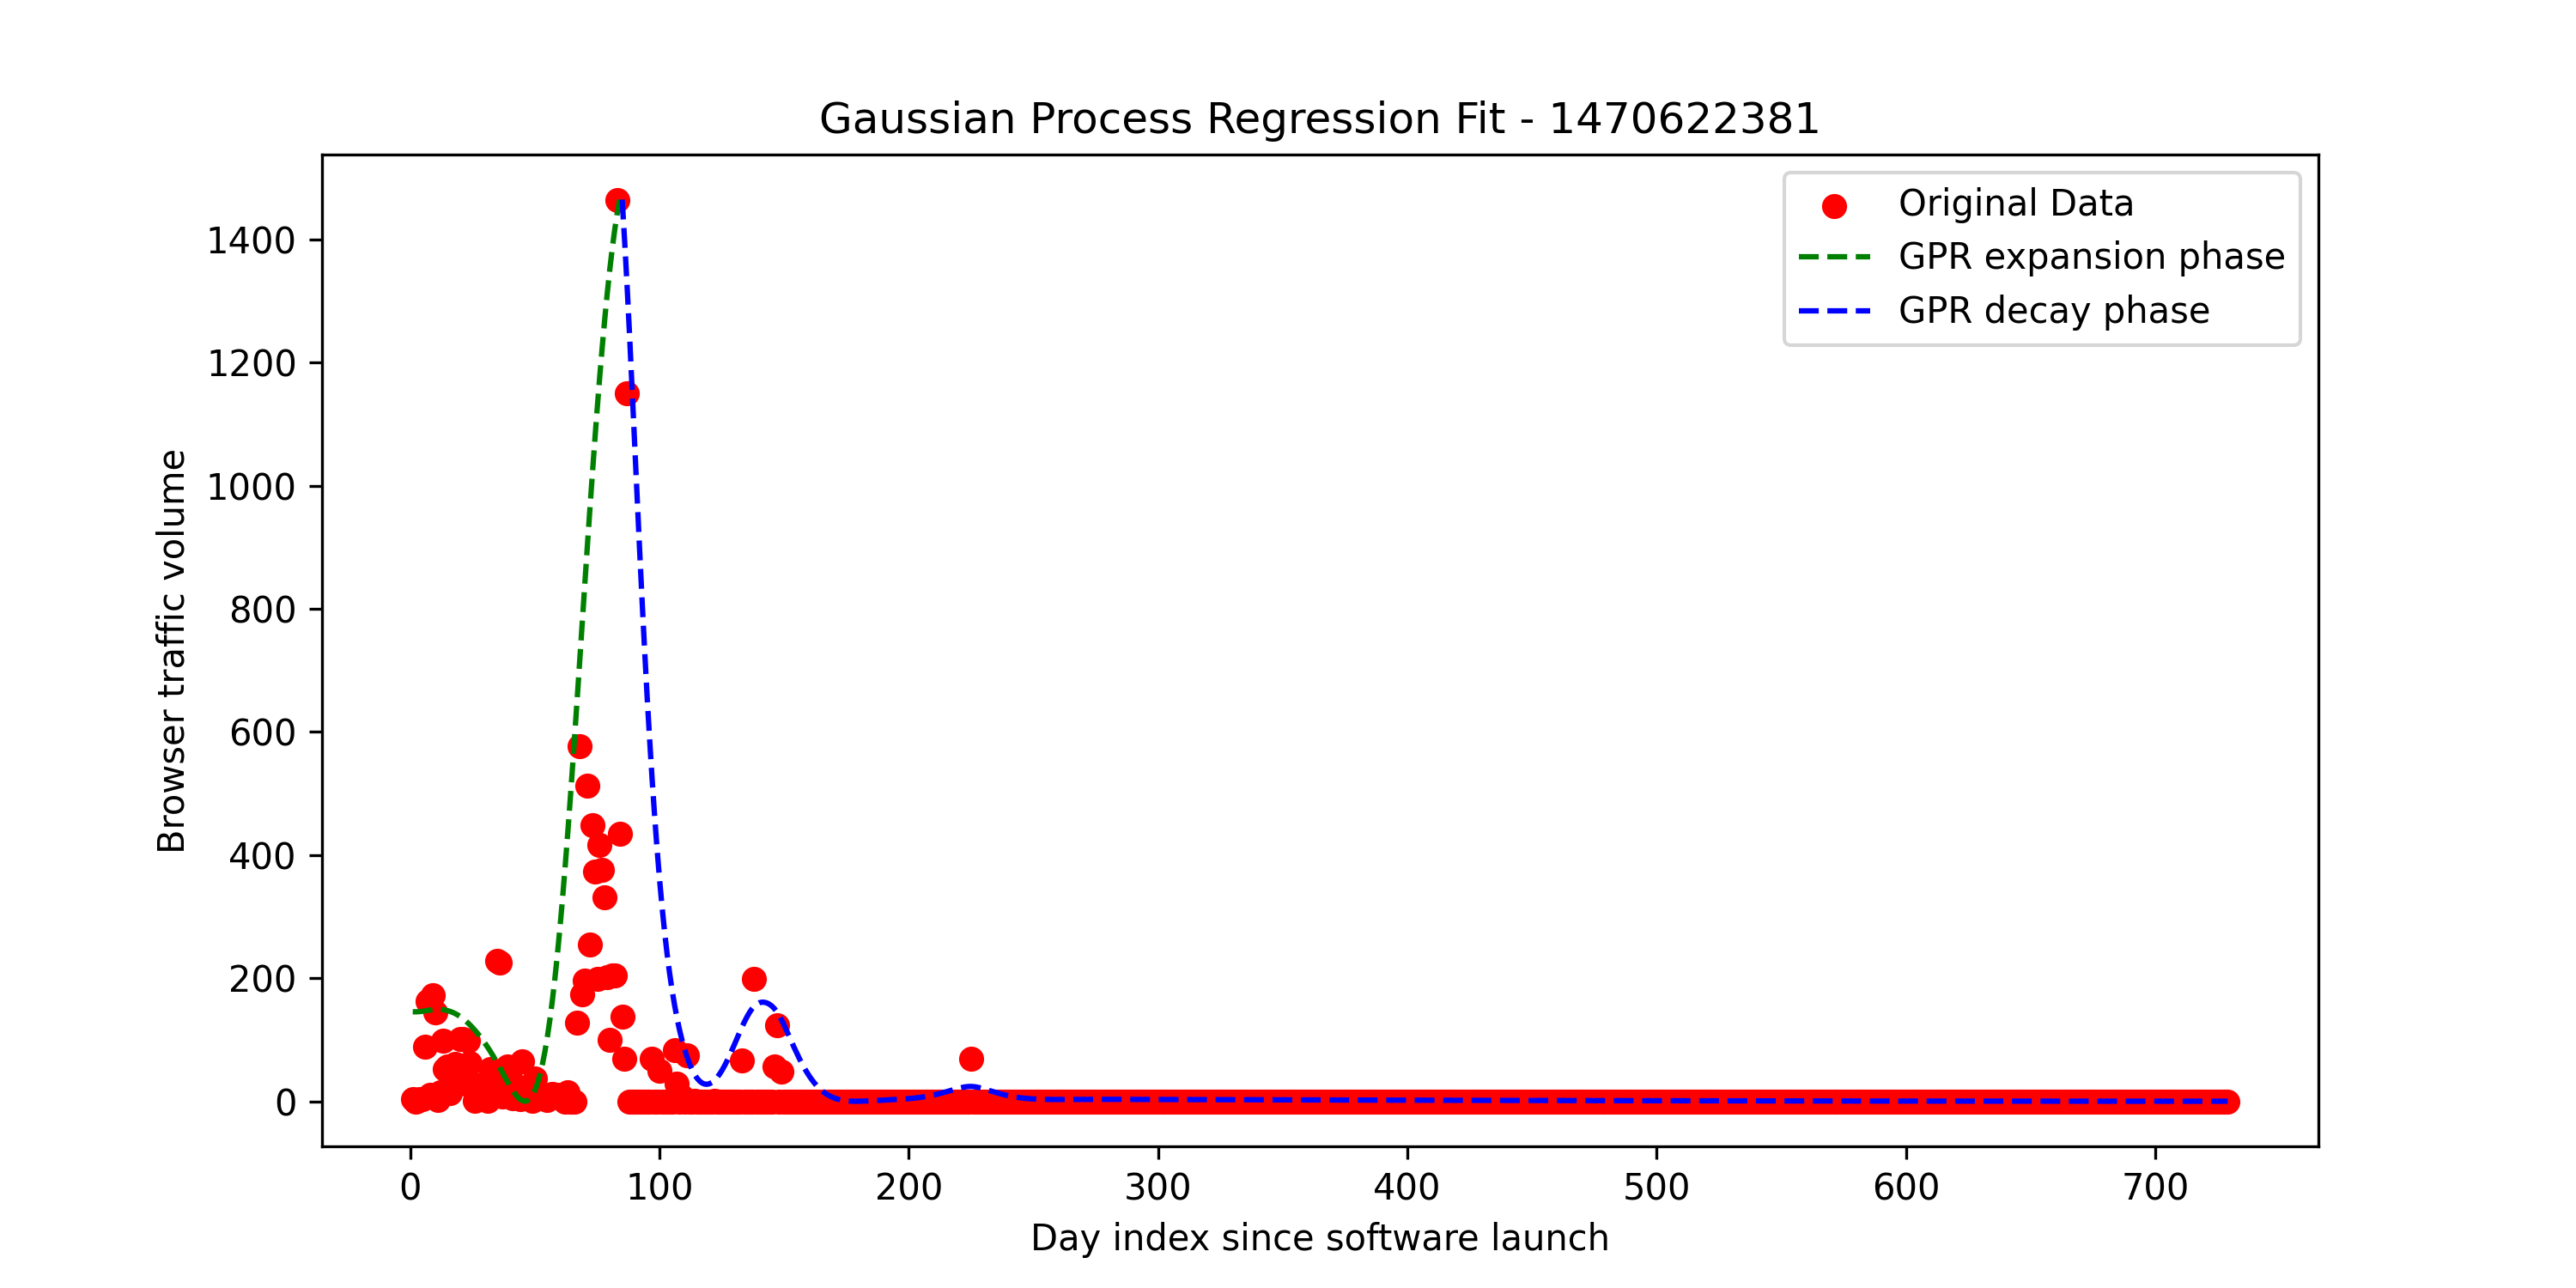 Gaussian Process Regression Fit - 1470622381
Original Data
GPR expansion phase
GPR decay phase
Browser traffic volume
1400
1200
1000
800
600
400
200
0
0 100 200 300 400 500 600 700
Day index since software launch